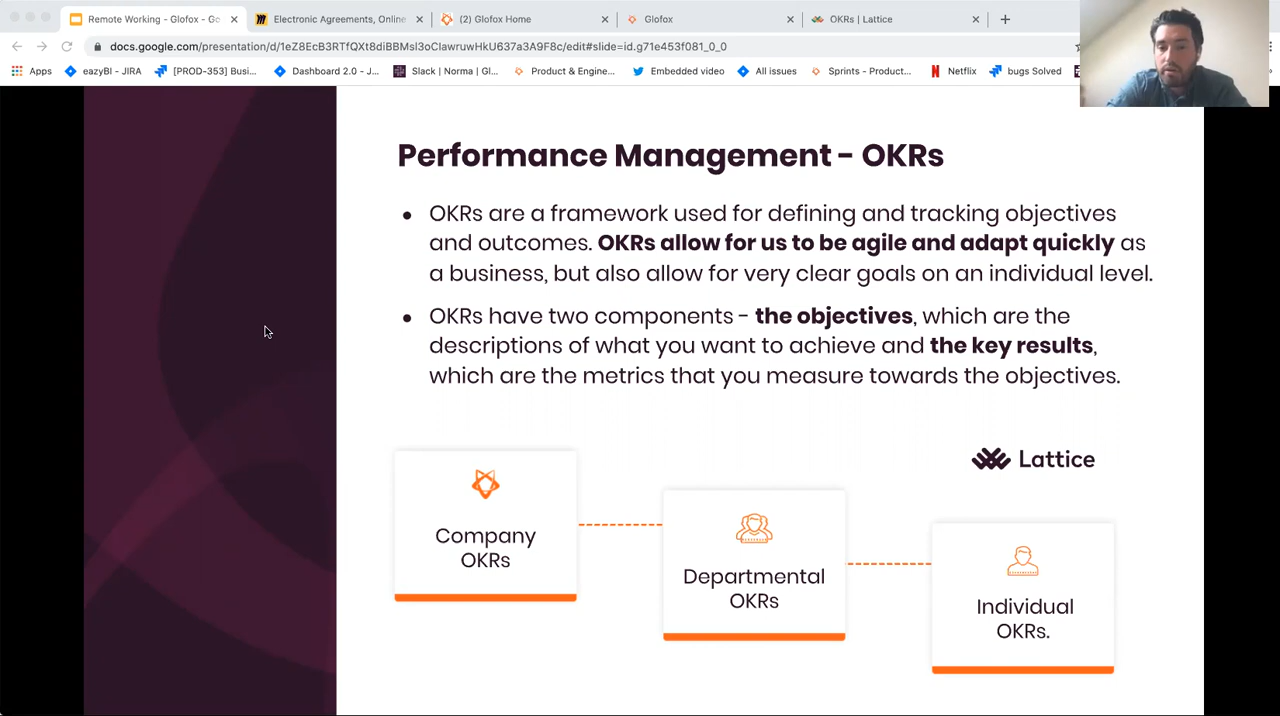 Remote Working - Glofox - Go
Electronic Agreements, Online
(2) Glofox Home
Glofox
OKRs | Lattice
docs.google.com/presentation/d/1eZ8EcB3RTfQXt8diBBMsl3oClawruwHkU637a3A9F8c/edit#slide=id.g71e453f081_0_0
Apps
eazyBI - JIRA
[PROD-353] Busi...
Dashboard 2.0 - J...
Slack | Norma | Gl...
Product & Engine...
Embedded video
All issues
Sprints - Product...
Netflix
bugs Solved
Performance Management - OKRs
• OKRs are a framework used for defining and tracking objectives
and outcomes. OKRs allow for us to be agile and adapt quickly as
a business, but also allow for very clear goals on an individual level.
• OKRs have two components - the objectives, which are the
descriptions of what you want to achieve and the key results,
which are the metrics that you measure towards the objectives.
Lattice
Company
OKRs
Departmental
OKRs
Individual
OKRs.